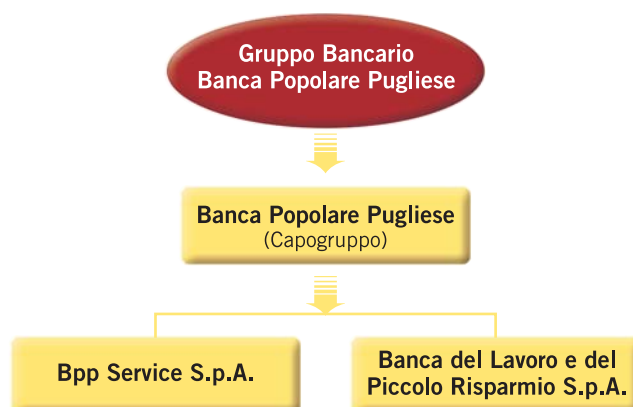 Gruppo Bancario
Banca Popolare Pugliese
Banca Popolare Pugliese
(Capogruppo)
Bpp Service S.p.A.
Banca del Lavoro e del
Piccolo Risparmio S.p.A.